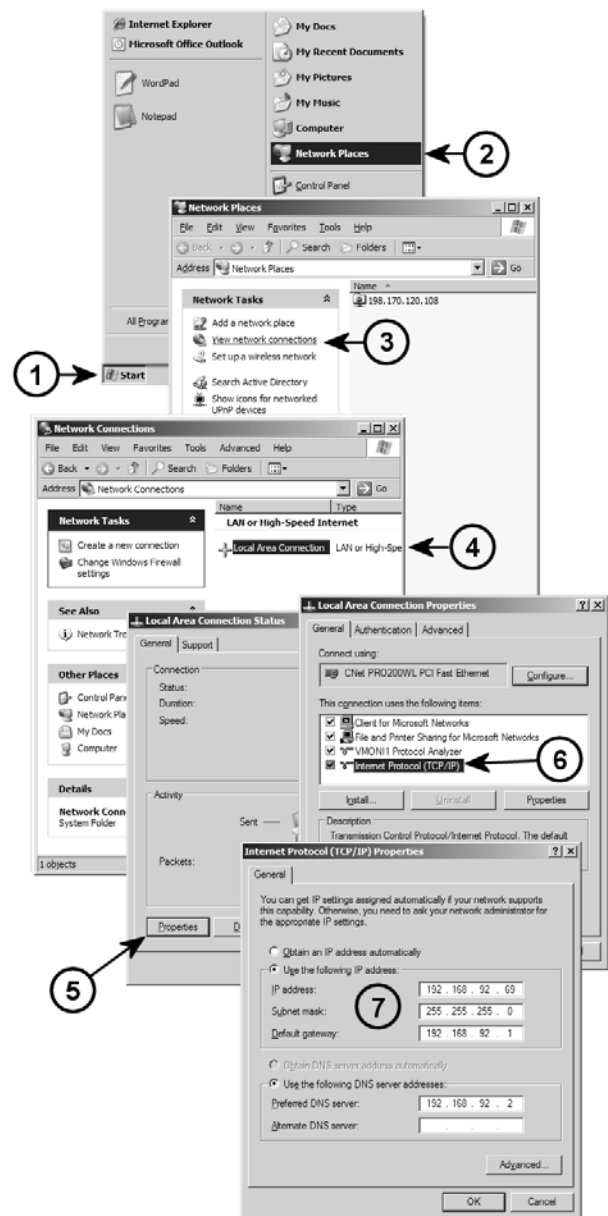 Internet Explorer
Microsoft Office Outlook
WordPad
Notepad
My Docs
My Recent Documents
My Pictures
My Music
Computer
Network Places
Control Panel
2
All Progra
1
Start
Network Places
File Edit View Favorites Tools Help
Back Search Folders
Address Network Places Go
Network Tasks
Add a network place
View network connections
Set up a wireless network
Search Active Directory
Show icons for networked
UPnP devices
Name
198.170.120.108
3
Network Connections
File Edit View Favorites Tools Advanced Help
Back Search Folders
Address Network Connections Go
Network Tasks
Create a new connection
Change Windows Firewall
settings
See Also
Network Tro
Other Places
Control Pan
Network Pla
My Docs
Computer
Details
Network Conn
System Folder
1 objects
Name Type
LAN or High-Speed Internet
Local Area Connection LAN or High-Spe
4
Local Area Connection Status
General Support
Connection
Status:
Duration:
Speed:
Activity
Sent
Packets:
Properties D
5
Local Area Connection Properties
General Authentication Advanced
Connect using:
CNet PRO200WL PCI Fast Ethernet Configure...
This connection uses the following items:
Client for Microsoft Networks
File and Printer Sharing for Microsoft Networks
VMONI1 Protocol Analyzer
Internet Protocol (TCP/IP)
6
Install... Uninstall Properties
Description
Transmission Control Protocol/Internet Protocol. The default
Internet Protocol (TCP/IP) Properties
General
You can get IP settings assigned automatically if your network supports
this capability. Otherwise, you need to ask your network administrator for
the appropriate IP settings.
Obtain an IP address automatically
Use the following IP address:
IP address: 192 . 168 . 92 . 69
Subnet mask: 255 . 255 . 255 . 0
Default gateway: 192 . 168 . 92 . 1
7
Obtain DNS server address automatically
Use the following DNS server addresses:
Preferred DNS server: 192 . 168 . 92 . 2
Alternate DNS server: . . .
Advanced...
OK Cancel